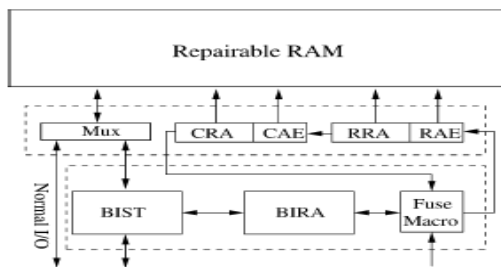 Repairable RAM
Mux
CRA CAE RRA RAE
Normal I/O
BIST BIRA Fuse
Macro